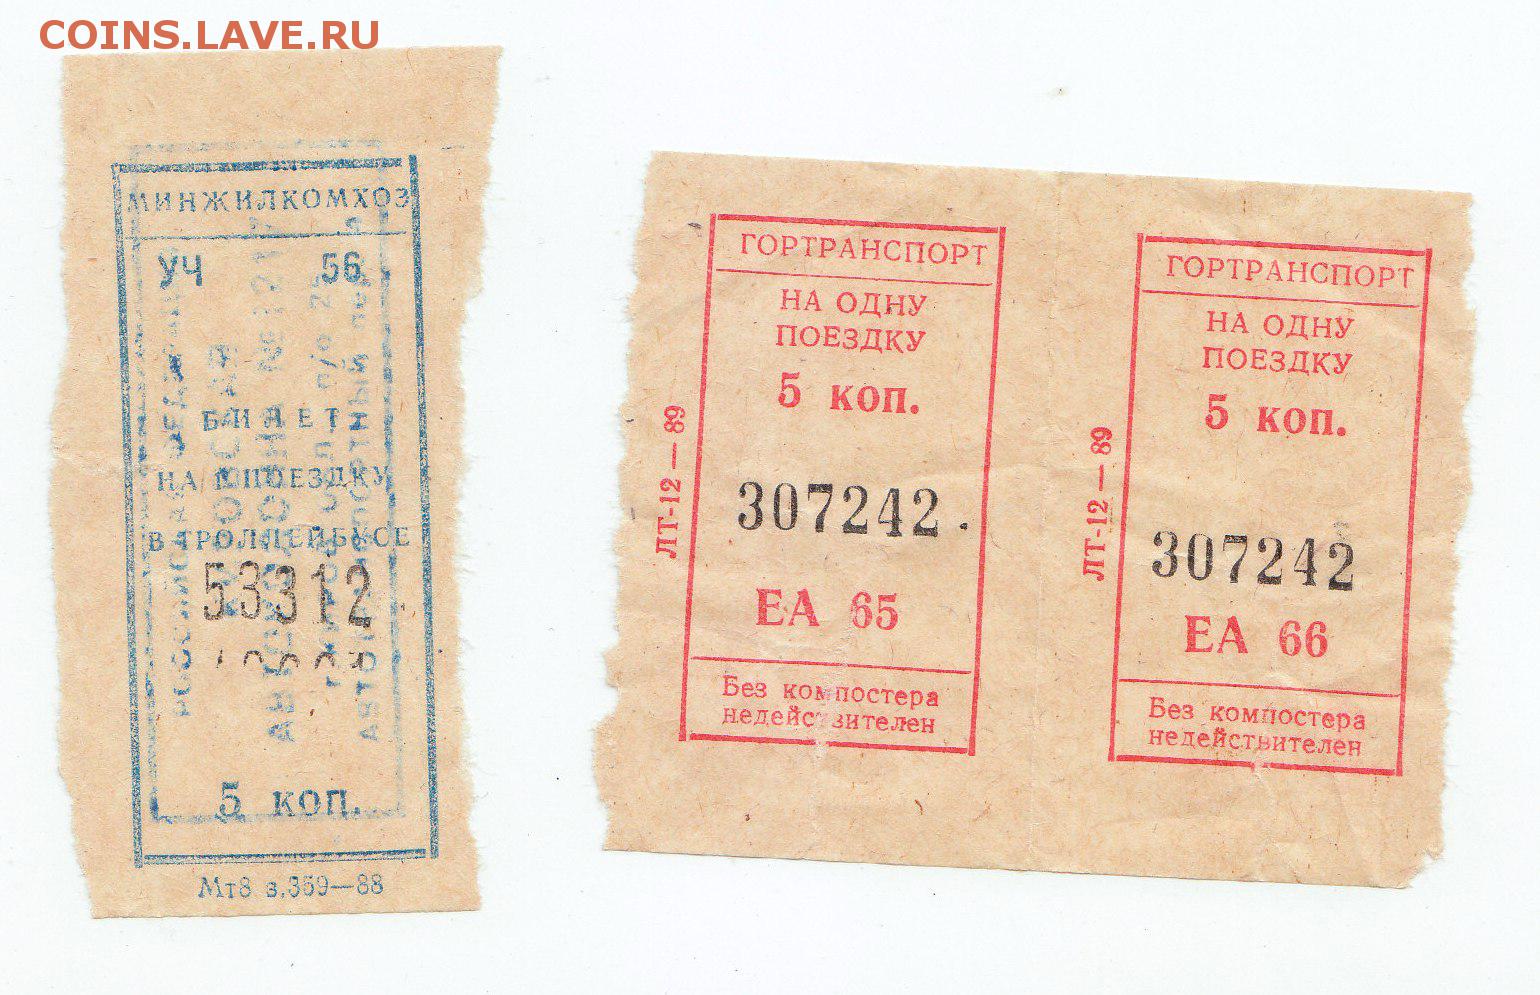 COINS.LAVE.RU
МИНЖИЛКОМХОЗ
УЧ 56
БИЛЕТ
НА 1 ПОЕЗДКУ
В ТРОЛЛЕЙБУСЕ
53312
5 КОП.
Мт8 з.359—88
ГОРТРАНСПОРТ
НА ОДНУ
ПОЕЗДКУ
5 КОП.
ЛТ-12—89
307242
ЕА 65
Без компостера
недействителен
ГОРТРАНСПОРТ
НА ОДНУ
ПОЕЗДКУ
5 КОП.
ЛТ-12—89
307242
ЕА 66
Без компостера
недействителен